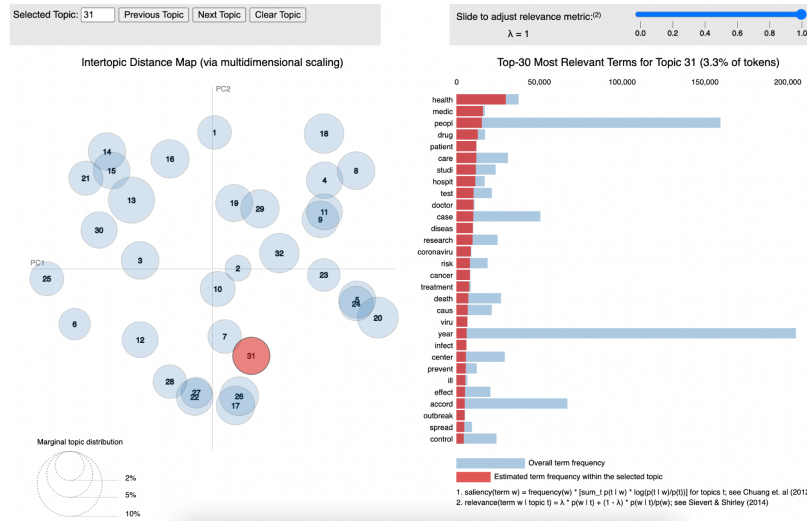 Selected Topic: 31 Previous Topic Next Topic Clear Topic
Slide to adjust relevance metric:(2)
λ = 1
0.0 0.2 0.4 0.6 0.8 1.0
Intertopic Distance Map (via multidimensional scaling)
PC2
PC1
1
18
14
16
15
8
21
4
13
19
29
11
9
30
32
3
2
23
25
10
5
24
20
6
7
12
31
28
27
22
26
17
Marginal topic distribution
2%
5%
10%
Top-30 Most Relevant Terms for Topic 31 (3.3% of tokens)
0 50,000 100,000 150,000 200,000
health
medic
peopl
drug
patient
care
studi
hospit
test
doctor
case
diseas
research
coronaviru
risk
cancer
treatment
death
caus
viru
year
infect
center
prevent
ill
effect
accord
outbreak
spread
control
Overall term frequency
Estimated term frequency within the selected topic
1. saliency(term w) = frequency(w) * [sum_t p(t | w) * log(p(t | w)/p(t))] for topics t; see Chuang et. al (2012
2. relevance(term w | topic t) = λ * p(w | t) + (1 - λ) * p(w | t)/p(w); see Sievert & Shirley (2014)